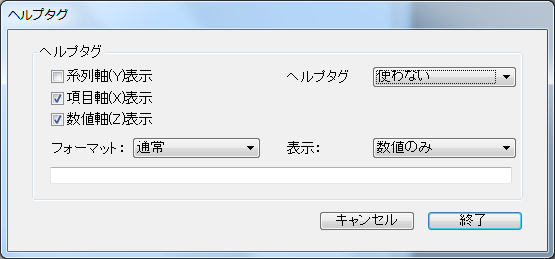 ヘルプタグ
ヘルプタグ
系列軸(Y)表示 ヘルプタグ 使わない
項目軸(X)表示
数値軸(Z)表示
フォーマット: 通常 表示: 数値のみ
キャンセル 終了